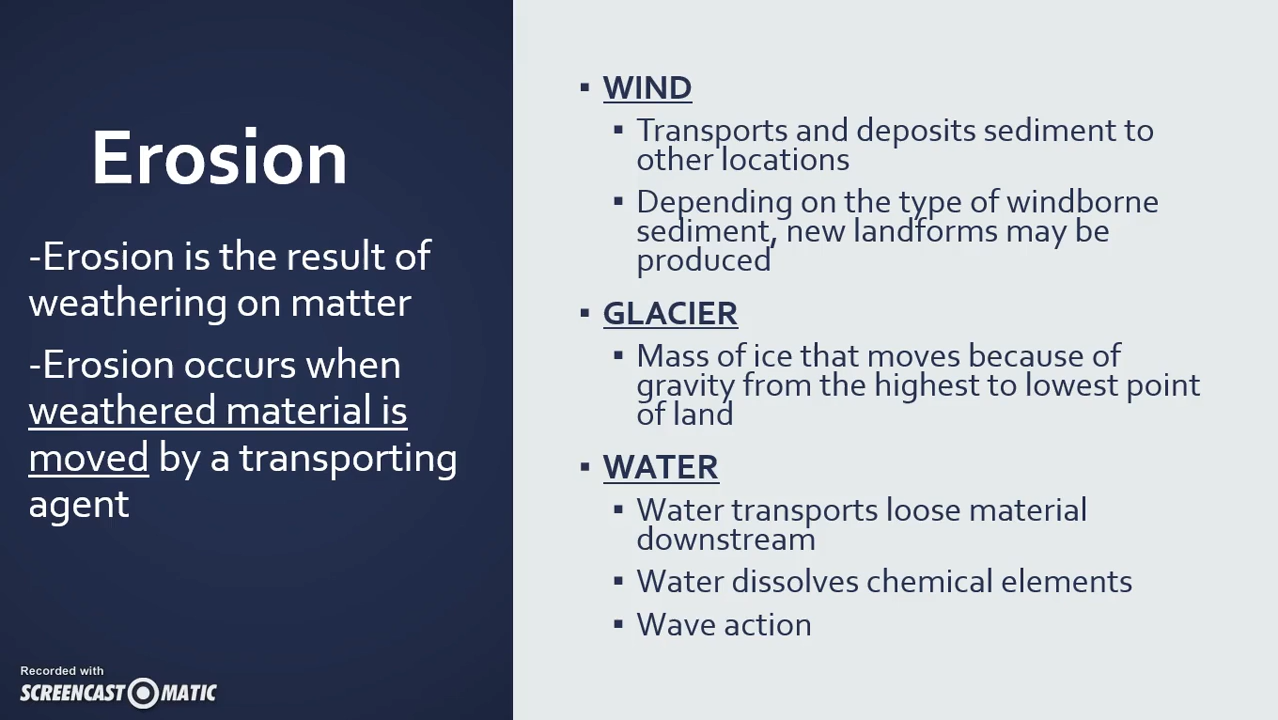 Erosion
-Erosion is the result of
weathering on matter
-Erosion occurs when
weathered material is
moved by a transporting
agent
▪ WIND
▪ Transports and deposits sediment to
other locations
▪ Depending on the type of windborne
sediment, new landforms may be
produced
▪ GLACIER
▪ Mass of ice that moves because of
gravity from the highest to lowest point
of land
▪ WATER
▪ Water transports loose material
downstream
▪ Water dissolves chemical elements
▪ Wave action
Recorded with
SCREENCAST MATIC